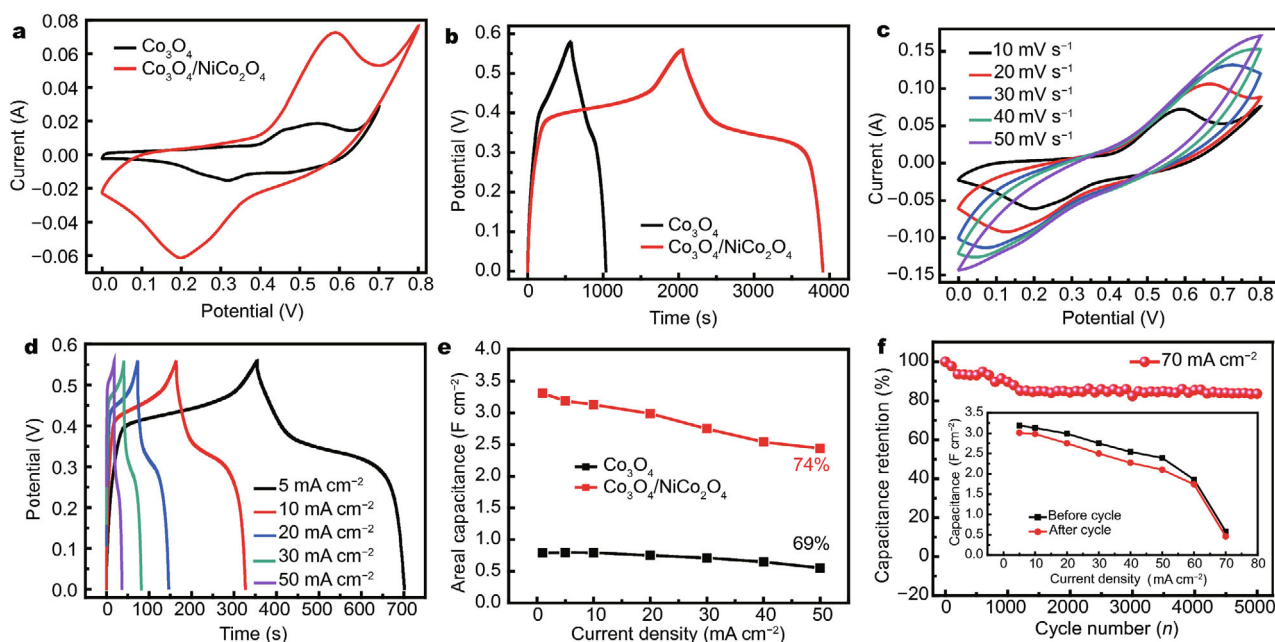 a
Co₃O₄
Co₃O₄/NiCo₂O₄
0.08
0.06
0.04
0.02
0.00
−0.02
−0.04
−0.06
Current (A)
0.0 0.1 0.2 0.3 0.4 0.5 0.6 0.7 0.8
Potential (V)
b
0.6
0.5
0.4
0.3
0.2
0.1
0.0
Potential (V)
Co₃O₄
Co₃O₄/NiCo₂O₄
0 1000 2000 3000 4000
Time (s)
c
10 mV s⁻¹
20 mV s⁻¹
30 mV s⁻¹
40 mV s⁻¹
50 mV s⁻¹
0.15
0.10
0.05
0.00
−0.05
−0.10
−0.15
Current (A)
0.0 0.1 0.2 0.3 0.4 0.5 0.6 0.7 0.8
Potential (V)
d
0.6
0.5
0.4
0.3
0.2
0.1
0.0
Potential (V)
5 mA cm⁻²
10 mA cm⁻²
20 mA cm⁻²
30 mA cm⁻²
50 mA cm⁻²
0 100 200 300 400 500 600 700
Time (s)
e
4.0
3.5
3.0
2.5
2.0
1.5
1.0
0.5
0.0
Areal capacitance (F cm⁻²)
Co₃O₄
Co₃O₄/NiCo₂O₄
74%
69%
0 10 20 30 40 50
Current density (mA cm⁻²)
f
70 mA cm⁻²
100
80
60
40
20
0
−20
Capacitance retention (%)
3.5
3.0
2.5
2.0
1.5
1.0
0.5
0.0
Capacitance (F cm⁻²)
Before cycle
After cycle
0 10 20 30 40 50 60 70 80
Current density (mA cm⁻²)
0 1000 2000 3000 4000 5000
Cycle number (n)